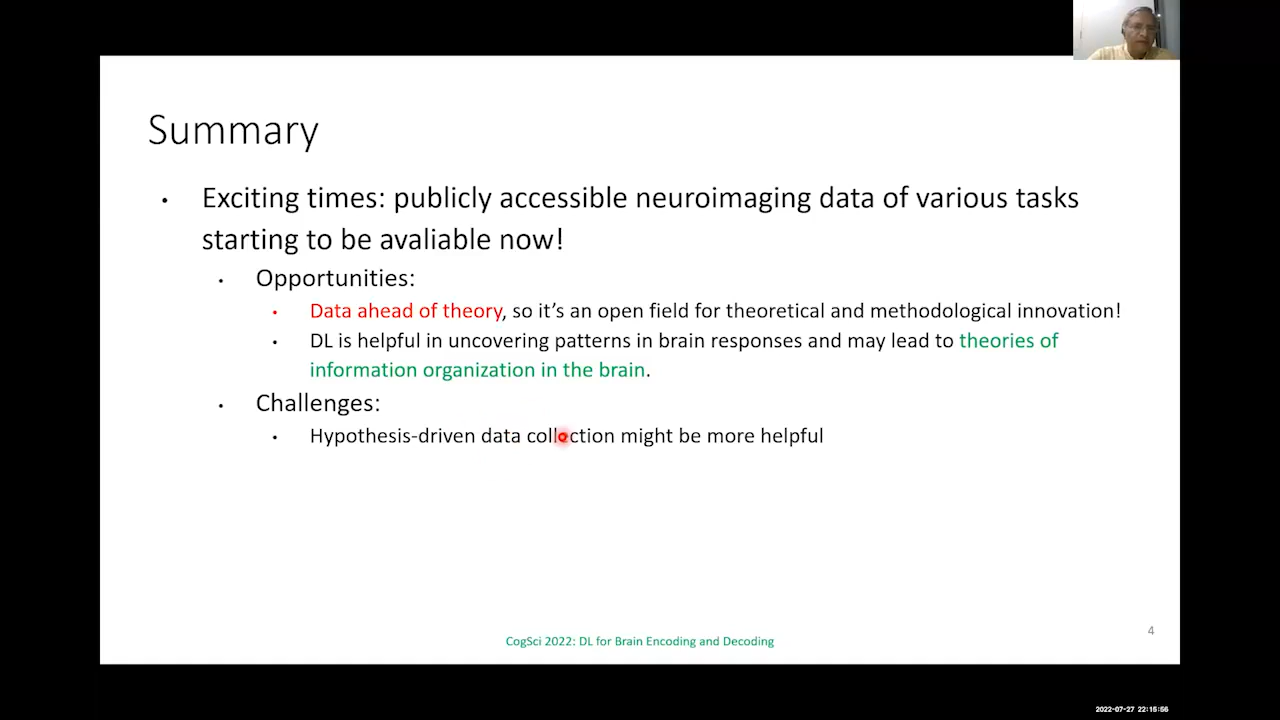 Summary
• Exciting times: publicly accessible neuroimaging data of various tasks
starting to be avaliable now!
• Opportunities:
• Data ahead of theory, so it's an open field for theoretical and methodological innovation!
• DL is helpful in uncovering patterns in brain responses and may lead to theories of
information organization in the brain.
• Challenges:
• Hypothesis-driven data collection might be more helpful
4
CogSci 2022: DL for Brain Encoding and Decoding
2022-07-27 22:15:56